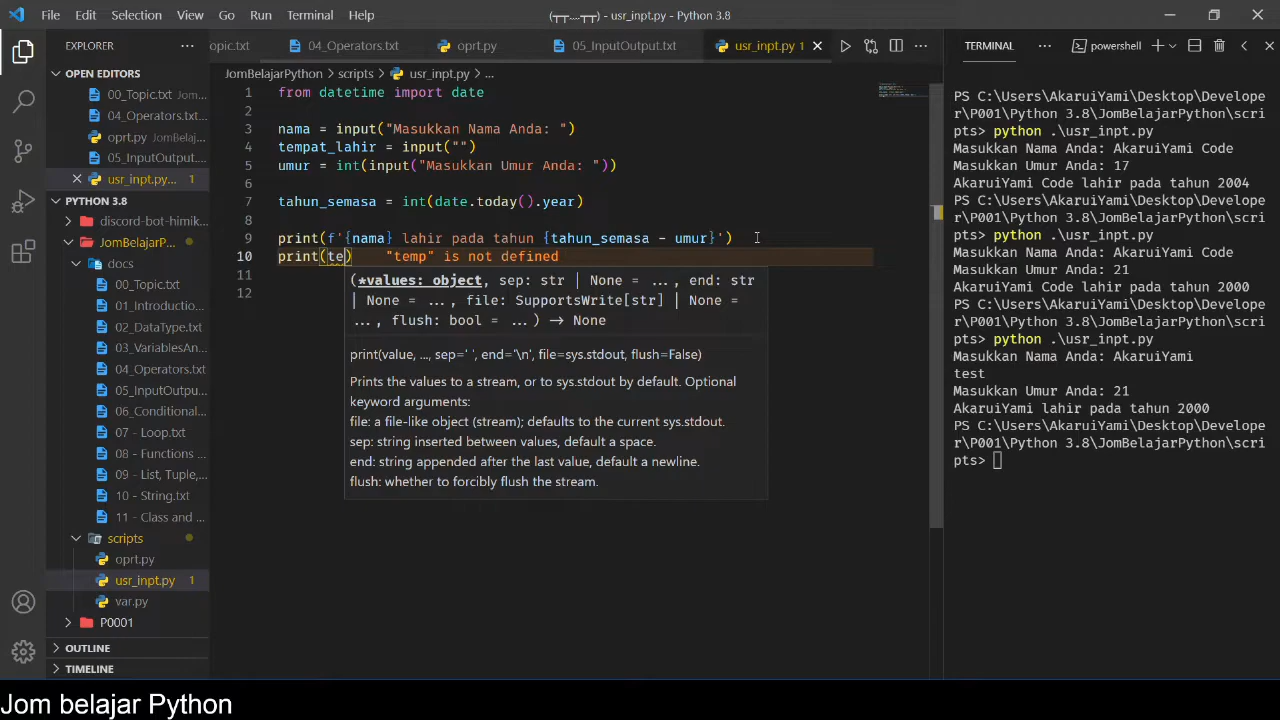 File Edit Selection View Go Run Terminal Help
(┬┬﹏┬┬) - usr_inpt.py - Python 3.8
EXPLORER
OPEN EDITORS
00_Topic.txt
04_Operators.txt...
oprt.py JomBelaj...
05_InputOutput....
usr_inpt.py... 1
PYTHON 3.8
discord-bot-himik...
JomBelajarP...
docs
00_Topic.txt
01_Introductio...
02_DataType.txt
03_VariablesAn...
04_Operators.txt
05_InputOutpu...
06_Conditional...
07 - Loop.txt
08 - Functions ...
09 - List, Tuple,...
10 - String.txt
11 - Class and ...
scripts
oprt.py
usr_inpt.py 1
var.py
P0001
OUTLINE
TIMELINE
opic.txt 04_Operators.txt oprt.py 05_InputOutput.txt usr_inpt.py 1
JomBelajarPython > scripts > usr_inpt.py > ...
1 from datetime import date
2
3 nama = input("Masukkan Nama Anda: ")
4 tempat_lahir = input("")
5 umur = int(input("Masukkan Umur Anda: "))
6
7 tahun_semasa = int(date.today().year)
8
9 print(f'{nama} lahir pada tahun {tahun_semasa - umur}')
10 print(te) "temp" is not defined
11
12
(*values: object, sep: str | None = ..., end: str
| None = ..., file: SupportsWrite[str] | None =
..., flush: bool = ...) -> None
print(value, ..., sep=' ', end='\n', file=sys.stdout, flush=False)
Prints the values to a stream, or to sys.stdout by default. Optional
keyword arguments:
file: a file-like object (stream); defaults to the current sys.stdout.
sep: string inserted between values, default a space.
end: string appended after the last value, default a newline.
flush: whether to forcibly flush the stream.
TERMINAL ... powershell
PS C:\Users\AkaruiYami\Desktop\Develope
r\P001\Python 3.8\JomBelajarPython\scri
pts> python .\usr_inpt.py
Masukkan Nama Anda: AkaruiYami Code
Masukkan Umur Anda: 17
AkaruiYami Code lahir pada tahun 2004
PS C:\Users\AkaruiYami\Desktop\Develope
r\P001\Python 3.8\JomBelajarPython\scri
pts> python .\usr_inpt.py
Masukkan Nama Anda: AkaruiYami Code
Masukkan Umur Anda: 21
AkaruiYami Code lahir pada tahun 2000
PS C:\Users\AkaruiYami\Desktop\Develope
r\P001\Python 3.8\JomBelajarPython\scri
pts> python .\usr_inpt.py
Masukkan Nama Anda: AkaruiYami
test
Masukkan Umur Anda: 21
AkaruiYami lahir pada tahun 2000
PS C:\Users\AkaruiYami\Desktop\Develope
r\P001\Python 3.8\JomBelajarPython\scri
pts>
Jom belajar Python